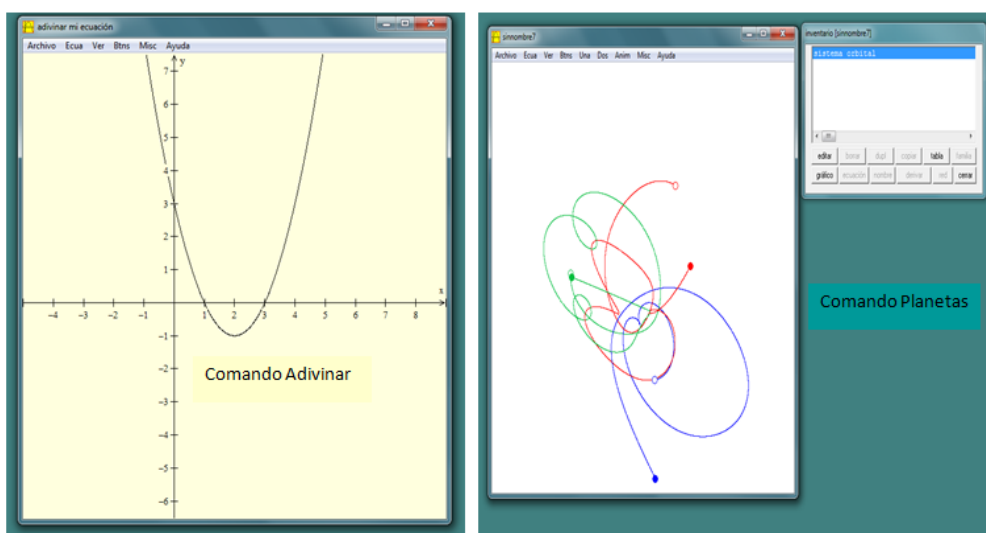 adivinar mi ecuación
Archivo Ecua Ver Btns Misc Ayuda
y
7
6
5
4
3
2
1
x
−4 −3 −2 −1 1 2 3 4 5 6 7 8
−1
−2
Comando Adivinar
−3
−4
−5
−6
sinnombre7
Archivo Ecua Ver Btns Una Dos Anim Misc Ayuda
inventario [sinnombre7]
sistema orbital
editar borrar dupl copiar tabla familia
gráfico ecuación nombre derivar red cerrar
Comando Planetas